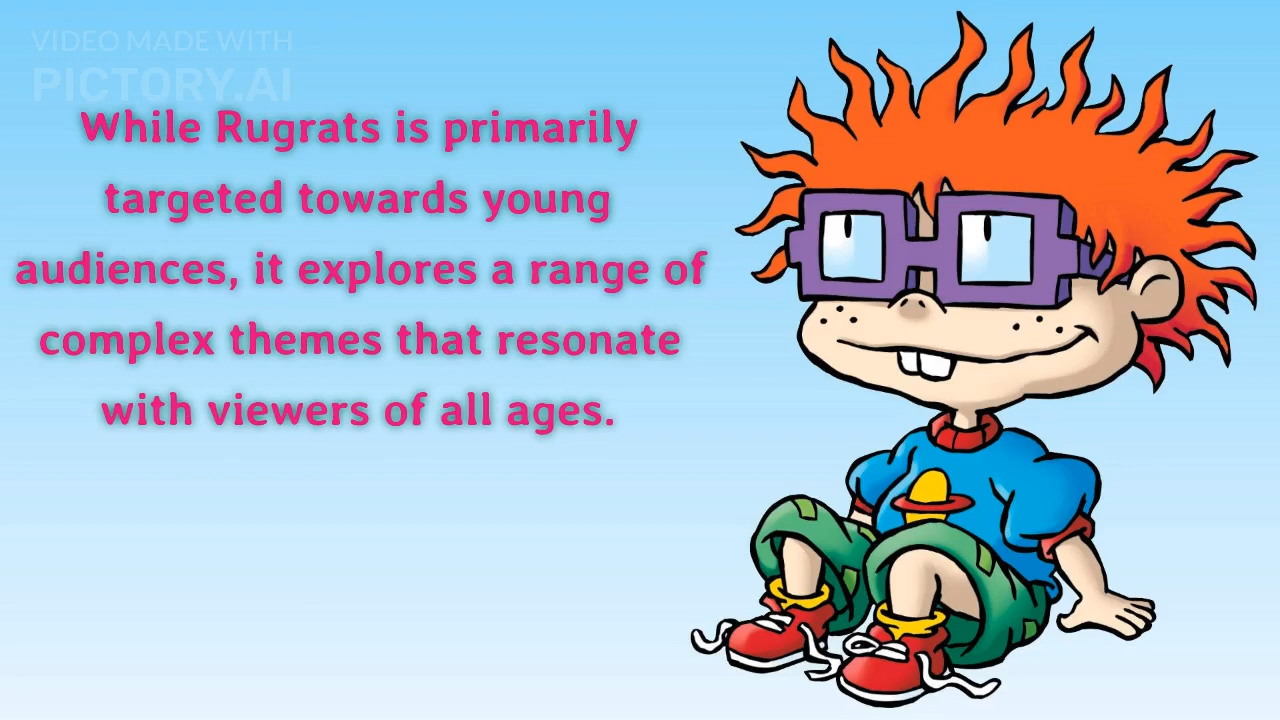 VIDEO MADE WITH
PICTORY.AI
While Rugrats is primarily
targeted towards young
audiences, it explores a range of
complex themes that resonate
with viewers of all ages.